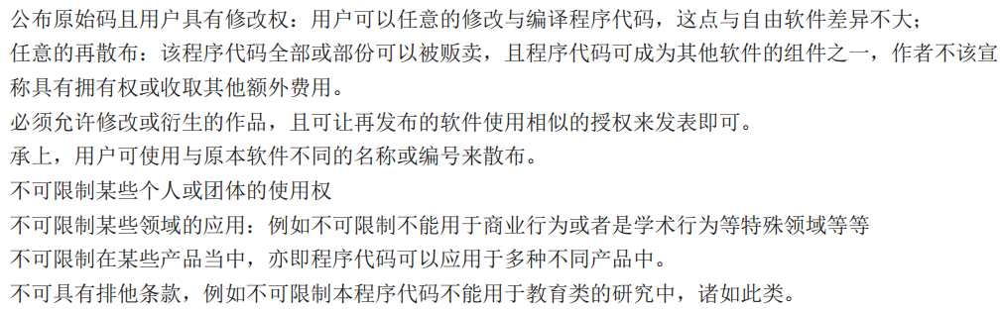 公布原始码且用户具有修改权：用户可以任意的修改与编译程序代码，这点与自由软件差异不大；
任意的再散布：该程序代码全部或部份可以被贩卖，且程序代码可成为其他软件的组件之一，作者不该宣
称具有拥有权或收取其他额外费用。
必须允许修改或衍生的作品，且可让再发布的软件使用相似的授权来发表即可。
承上，用户可使用与原本软件不同的名称或编号来散布。
不可限制某些个人或团体的使用权
不可限制某些领域的应用：例如不可限制不能用于商业行为或者是学术行为等特殊领域等等
不可限制在某些产品当中，亦即程序代码可以应用于多种不同产品中。
不可具有排他条款，例如不可限制本程序代码不能用于教育类的研究中，诸如此类。